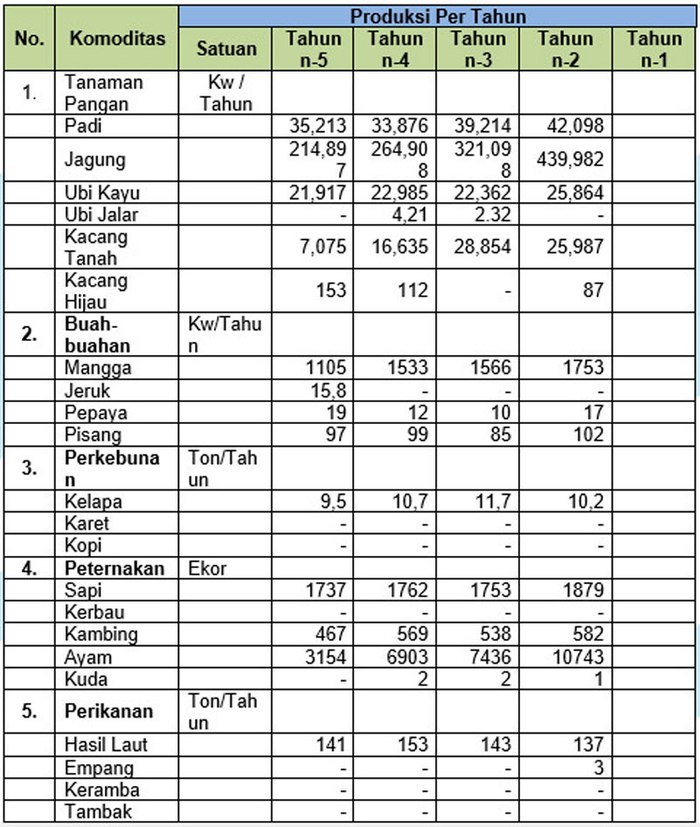 No. Komoditas Produksi Per Tahun
Satuan Tahun n-5 Tahun n-4 Tahun n-3 Tahun n-2 Tahun n-1
1. Tanaman Pangan Kw / Tahun
Padi 35,213 33,876 39,214 42,098
Jagung 214,897 264,908 321,098 439,982
Ubi Kayu 21,917 22,985 22,362 25,864
Ubi Jalar - 4,21 2.32 -
Kacang Tanah 7,075 16,635 28,854 25,987
Kacang Hijau 153 112 - 87
2. Buah-buahan Kw/Tahun
Mangga 1105 1533 1566 1753
Jeruk 15,8 - - -
Pepaya 19 12 10 17
Pisang 97 99 85 102
3. Perkebunan Ton/Tahun
Kelapa 9,5 10,7 11,7 10,2
Karet - - - -
Kopi - - - -
4. Peternakan Ekor
Sapi 1737 1762 1753 1879
Kerbau - - - -
Kambing 467 569 538 582
Ayam 3154 6903 7436 10743
Kuda - 2 2 1
5. Perikanan Ton/Tahun
Hasil Laut 141 153 143 137
Empang - - - 3
Keramba - - - -
Tambak - - - -